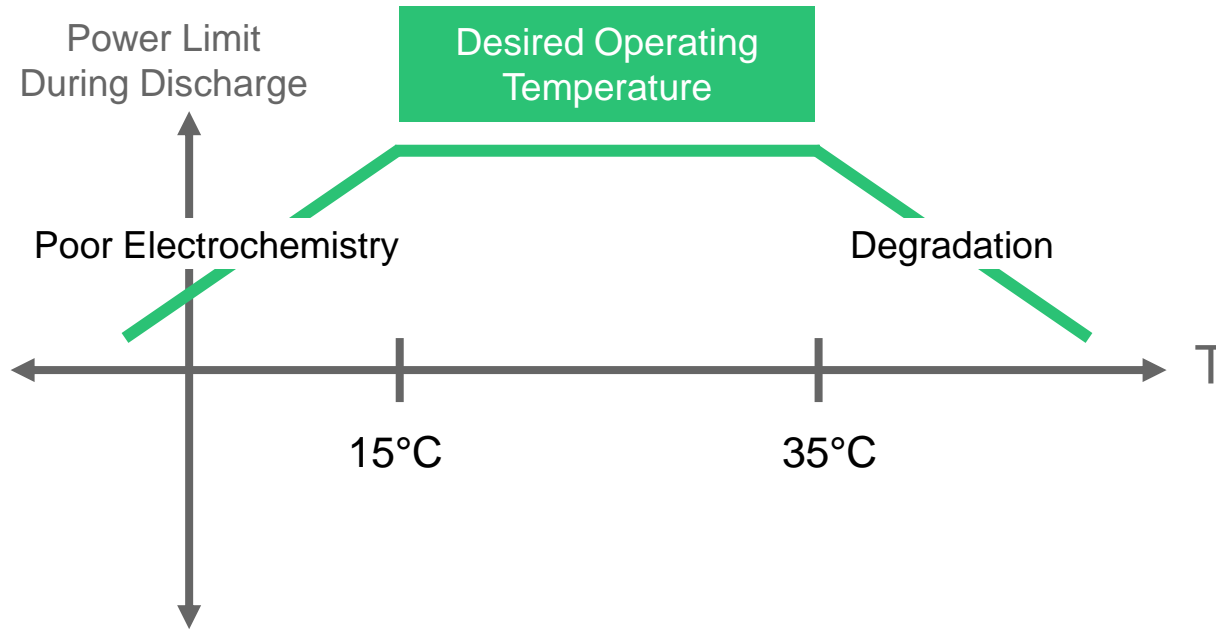 Power Limit
During Discharge
Desired Operating
Temperature
Poor Electrochemistry
Degradation
T
15°C
35°C